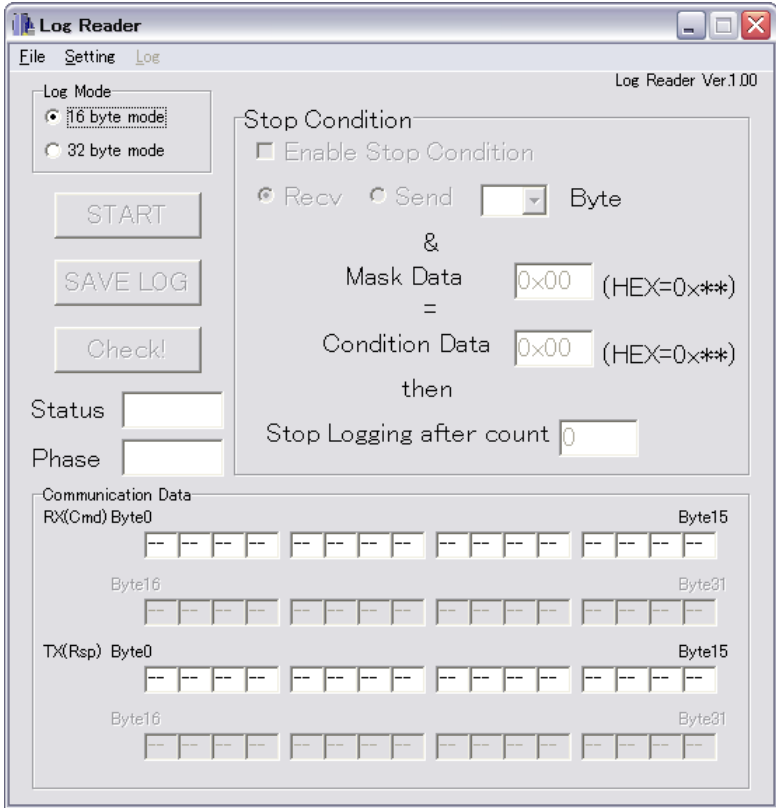 Log Reader
File Setting Log
Log Reader Ver.1.00
Log Mode
16 byte mode
32 byte mode
START
SAVE LOG
Check!
Status
Phase
Stop Condition
Enable Stop Condition
Recv Send Byte
&
Mask Data 0x00 (HEX=0x**)
=
Condition Data 0x00 (HEX=0x**)
then
Stop Logging after count 0
Communication Data
RX(Cmd) Byte0 Byte15
-- -- -- -- -- -- -- -- -- -- -- -- -- -- -- --
Byte16 Byte31
-- -- -- -- -- -- -- -- -- -- -- -- -- -- -- --
TX(Rsp) Byte0 Byte15
-- -- -- -- -- -- -- -- -- -- -- -- -- -- -- --
Byte16 Byte31
-- -- -- -- -- -- -- -- -- -- -- -- -- -- -- --